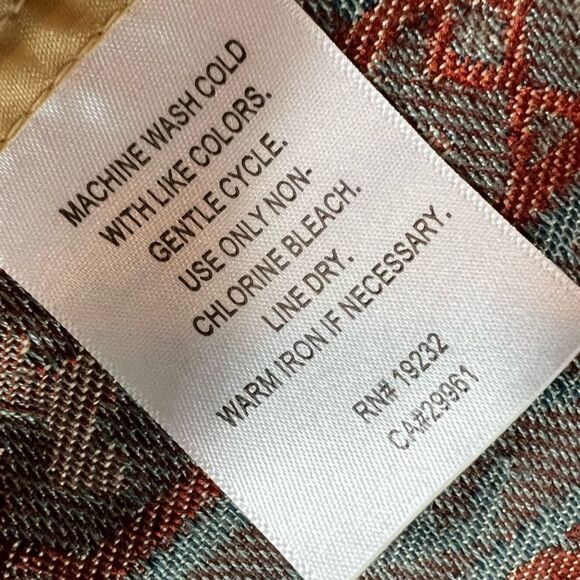 MACHINE WASH COLD
WITH LIKE COLORS.
GENTLE CYCLE.
USE ONLY NON-
CHLORINE BLEACH.
LINE DRY.
WARM IRON IF NECESSARY.
RN# 19232
CA#29961